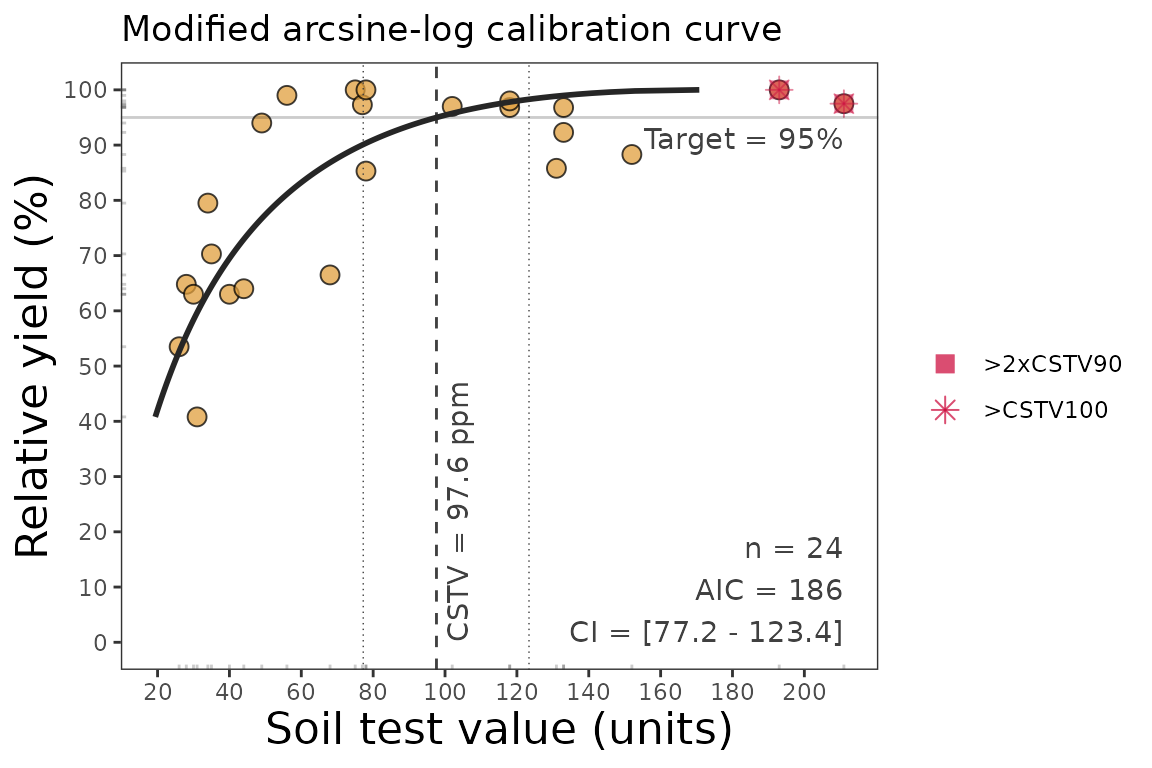 Modified arcsine-log calibration curve
Relative yield (%)
100
90
80
70
60
50
40
30
20
10
0
Target = 95%
CSTV = 97.6 ppm
n = 24
AIC = 186
CI = [77.2 - 123.4]
20 40 60 80 100 120 140 160 180 200
Soil test value (units)
>2xCSTV90
>CSTV100